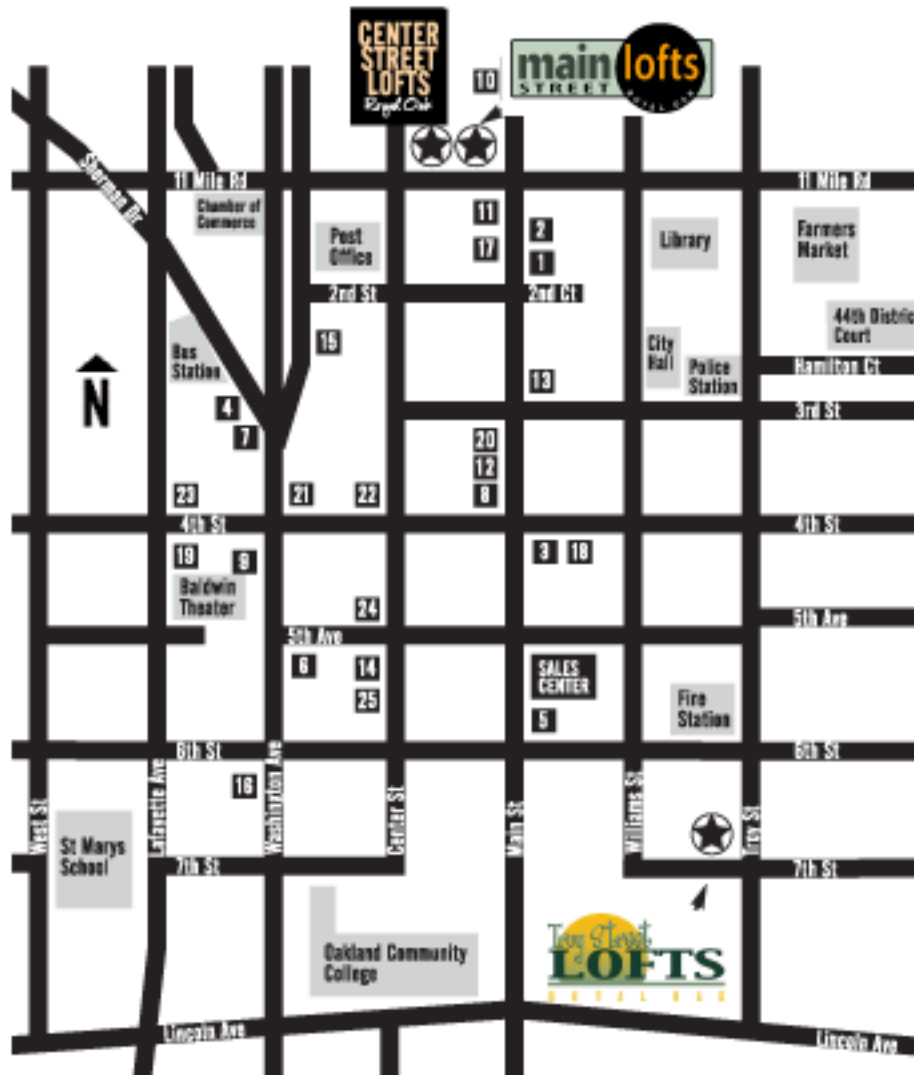 CENTER
STREET
LOFTS
Royal Oak
10
main lofts
STREET
ROYAL OAK
Sherman Dr
11 Mile Rd
11 Mile Rd
Chamber of
Commerce
Post
Office
11
17
2
1
Library
Farmers
Market
2nd St
2nd Ct
44th Distric
Court
Bus
Station
15
City
Hall
Police
Station
Hamilton Ct
N
13
3rd St
4
7
20
12
8
23
21
22
4th St
4th St
19
9
3
18
Baldwin
Theater
24
5th Ave
5th Ave
6
14
25
SALES
CENTER
5
Fire
Station
6th St
6th St
16
West St
Lafayette Ave
Washington Ave
Center St
Main St
Williams St
Troy St
St Marys
School
7th St
7th St
Oakland Community
College
Troy Street
LOFTS
ROYAL OAK
Lincoln Ave
Lincoln Ave